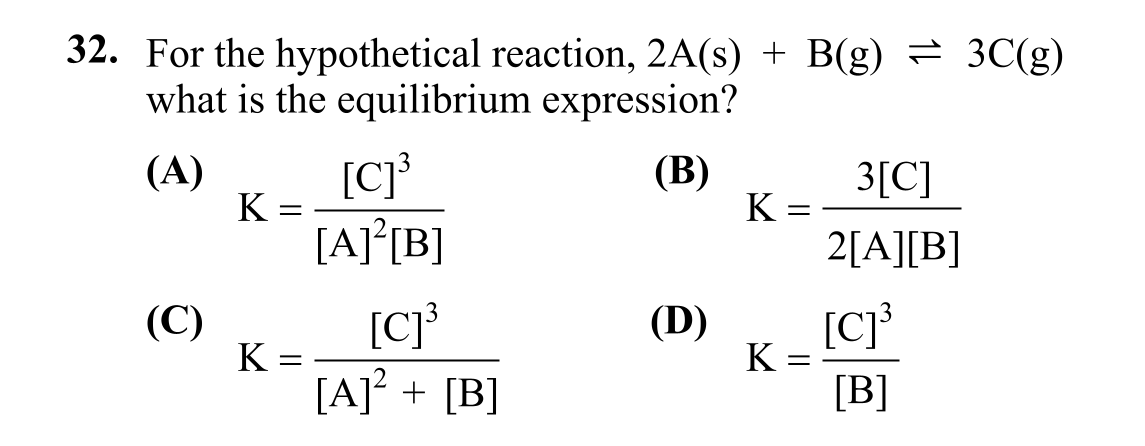 32. For the hypothetical reaction, 2A(s) + B(g) ⇌ 3C(g)
what is the equilibrium expression?
(A) K = [C]³ / [A]²[B]
(B) K = 3[C] / 2[A][B]
(C) K = [C]³ / [A]² + [B]
(D) K = [C]³ / [B]